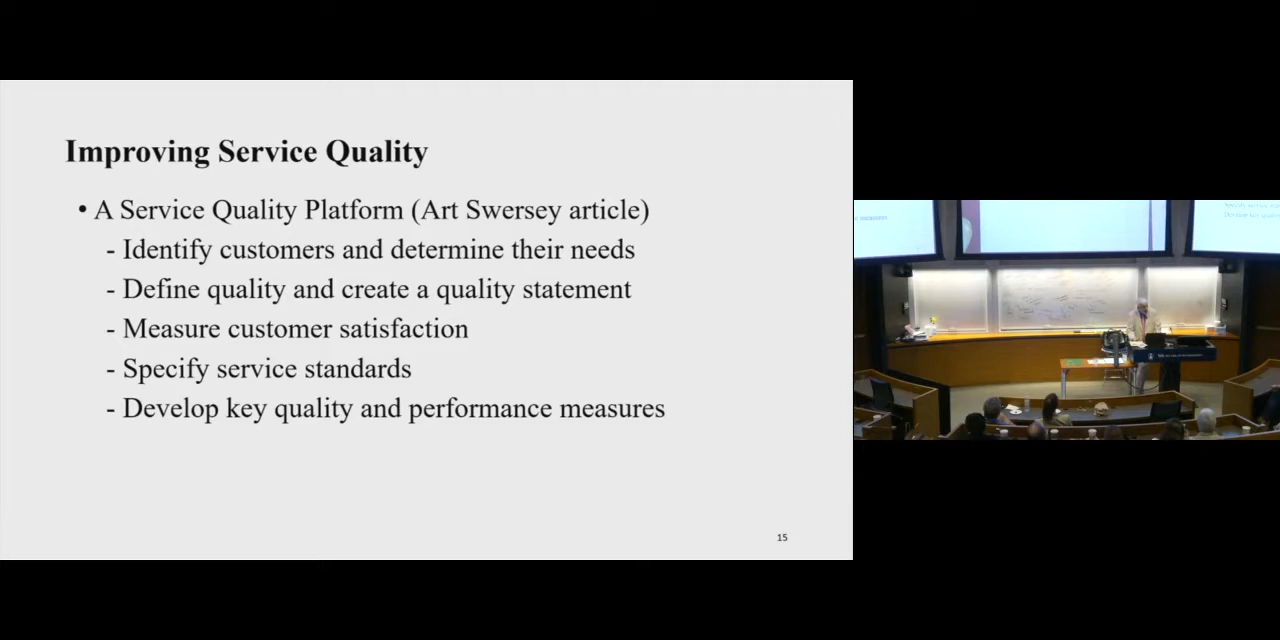 Improving Service Quality
• A Service Quality Platform (Art Swersey article)
- Identify customers and determine their needs
- Define quality and create a quality statement
- Measure customer satisfaction
- Specify service standards
- Develop key quality and performance measures
15